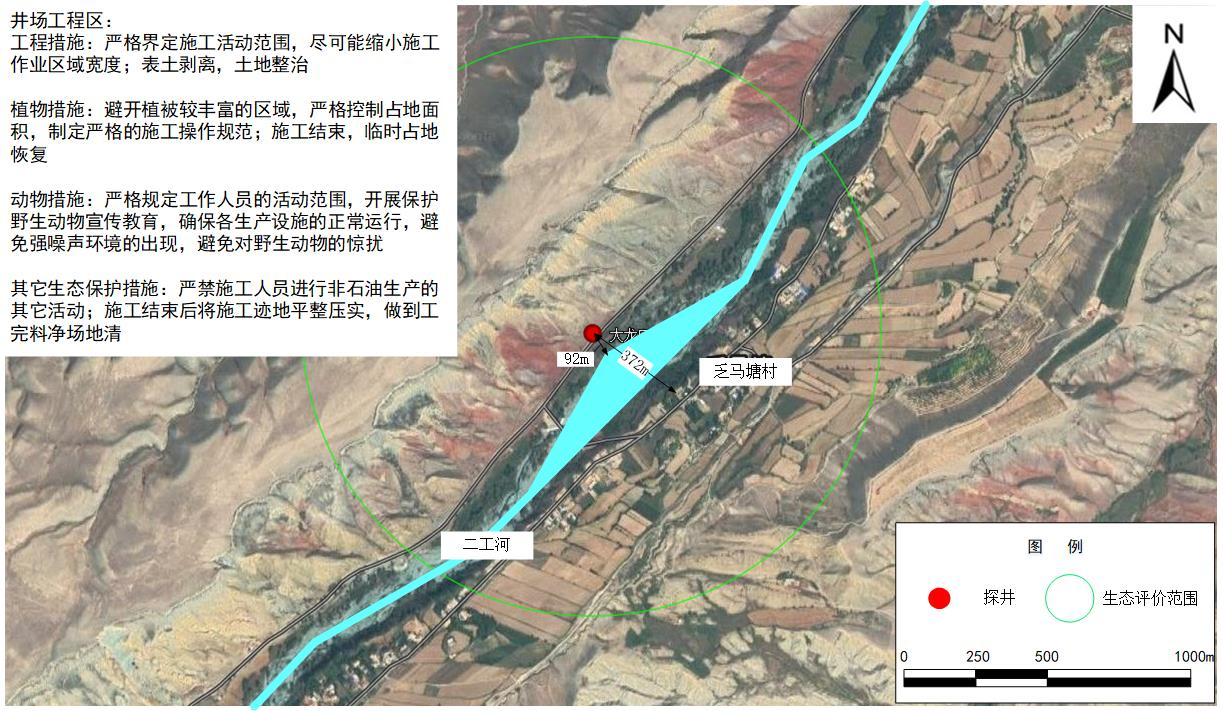 井场工程区：
工程措施：严格界定施工活动范围，尽可能缩小施工
作业区域宽度；表土剥离，土地整治
植物措施：避开植被较丰富的区域，严格控制占地面
积，制定严格的施工操作规范；施工结束，临时占地
恢复
动物措施：严格规定工作人员的活动范围，开展保护
野生动物宣传教育，确保各生产设施的正常运行，避
免强噪声环境的出现，避免对野生动物的惊扰
其它生态保护措施：严禁施工人员进行非石油生产的
其它活动；施工结束后将施工迹地平整压实，做到工
完料净场地清
N
92m
372m
乏马塘村
二工河
图 例
探井
生态评价范围
0
250
500
1000m